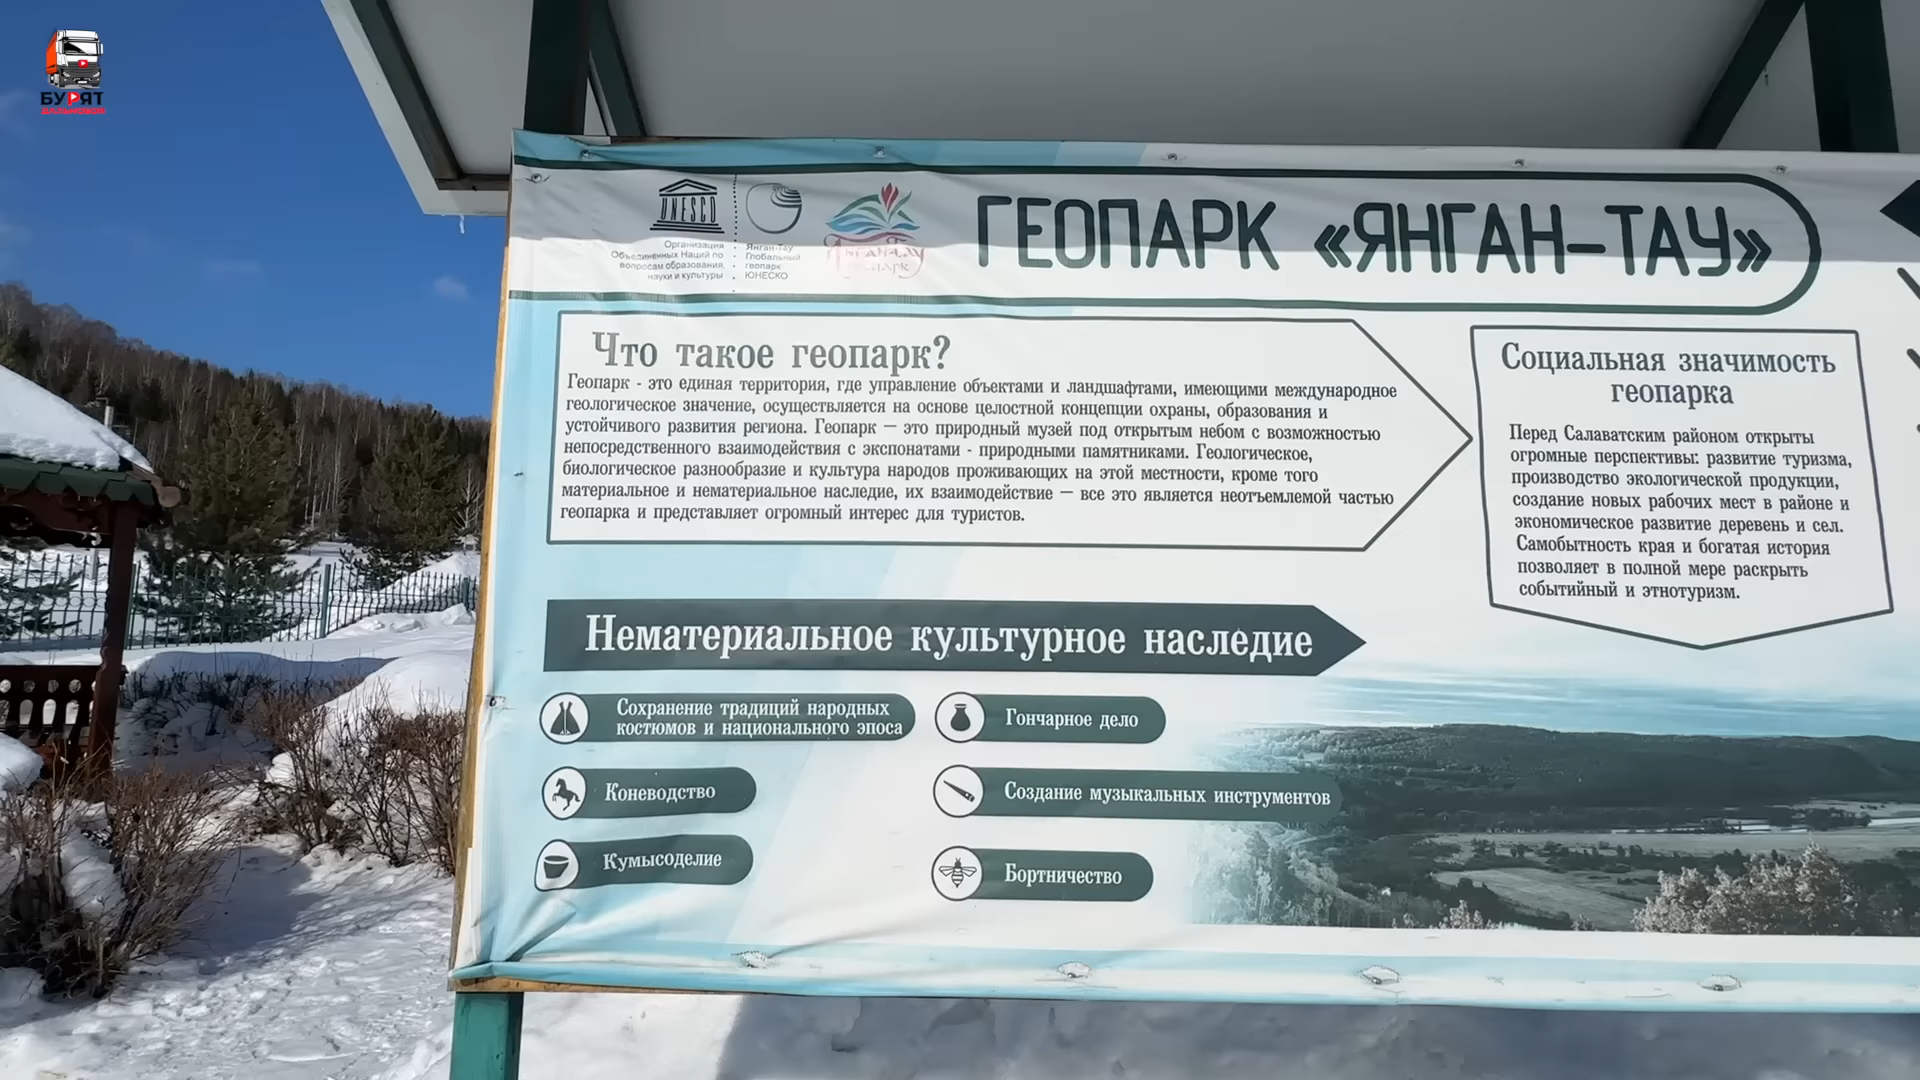 БУРЯТ
ДАЛЬНОБОЙ
UNESCO
Организация
Объединенных Наций по
вопросам образования,
науки и культуры
Янган-Тау
Глобальный
геопарк
ЮНЕСКО
Янган-Тау
геопарк
ГЕОПАРК «ЯНГАН-ТАУ»
Что такое геопарк?
Геопарк - это единая территория, где управление объектами и ландшафтами, имеющими международное
геологическое значение, осуществляется на основе целостной концепции охраны, образования и
устойчивого развития региона. Геопарк — это природный музей под открытым небом с возможностью
непосредственного взаимодействия с экспонатами - природными памятниками. Геологическое,
биологическое разнообразие и культура народов проживающих на этой местности, кроме того
материальное и нематериальное наследие, их взаимодействие — все это является неотъемлемой частью
геопарка и представляет огромный интерес для туристов.
Социальная значимость
геопарка
Перед Салаватским районом открыты
огромные перспективы: развитие туризма,
производство экологической продукции,
создание новых рабочих мест в районе и
экономическое развитие деревень и сел.
Самобытность края и богатая история
позволяет в полной мере раскрыть
событийный и этнотуризм.
Нематериальное культурное наследие
Сохранение традиций народных
костюмов и национального эпоса
Коневодство
Кумысоделие
Гончарное дело
Создание музыкальных инструментов
Бортничество